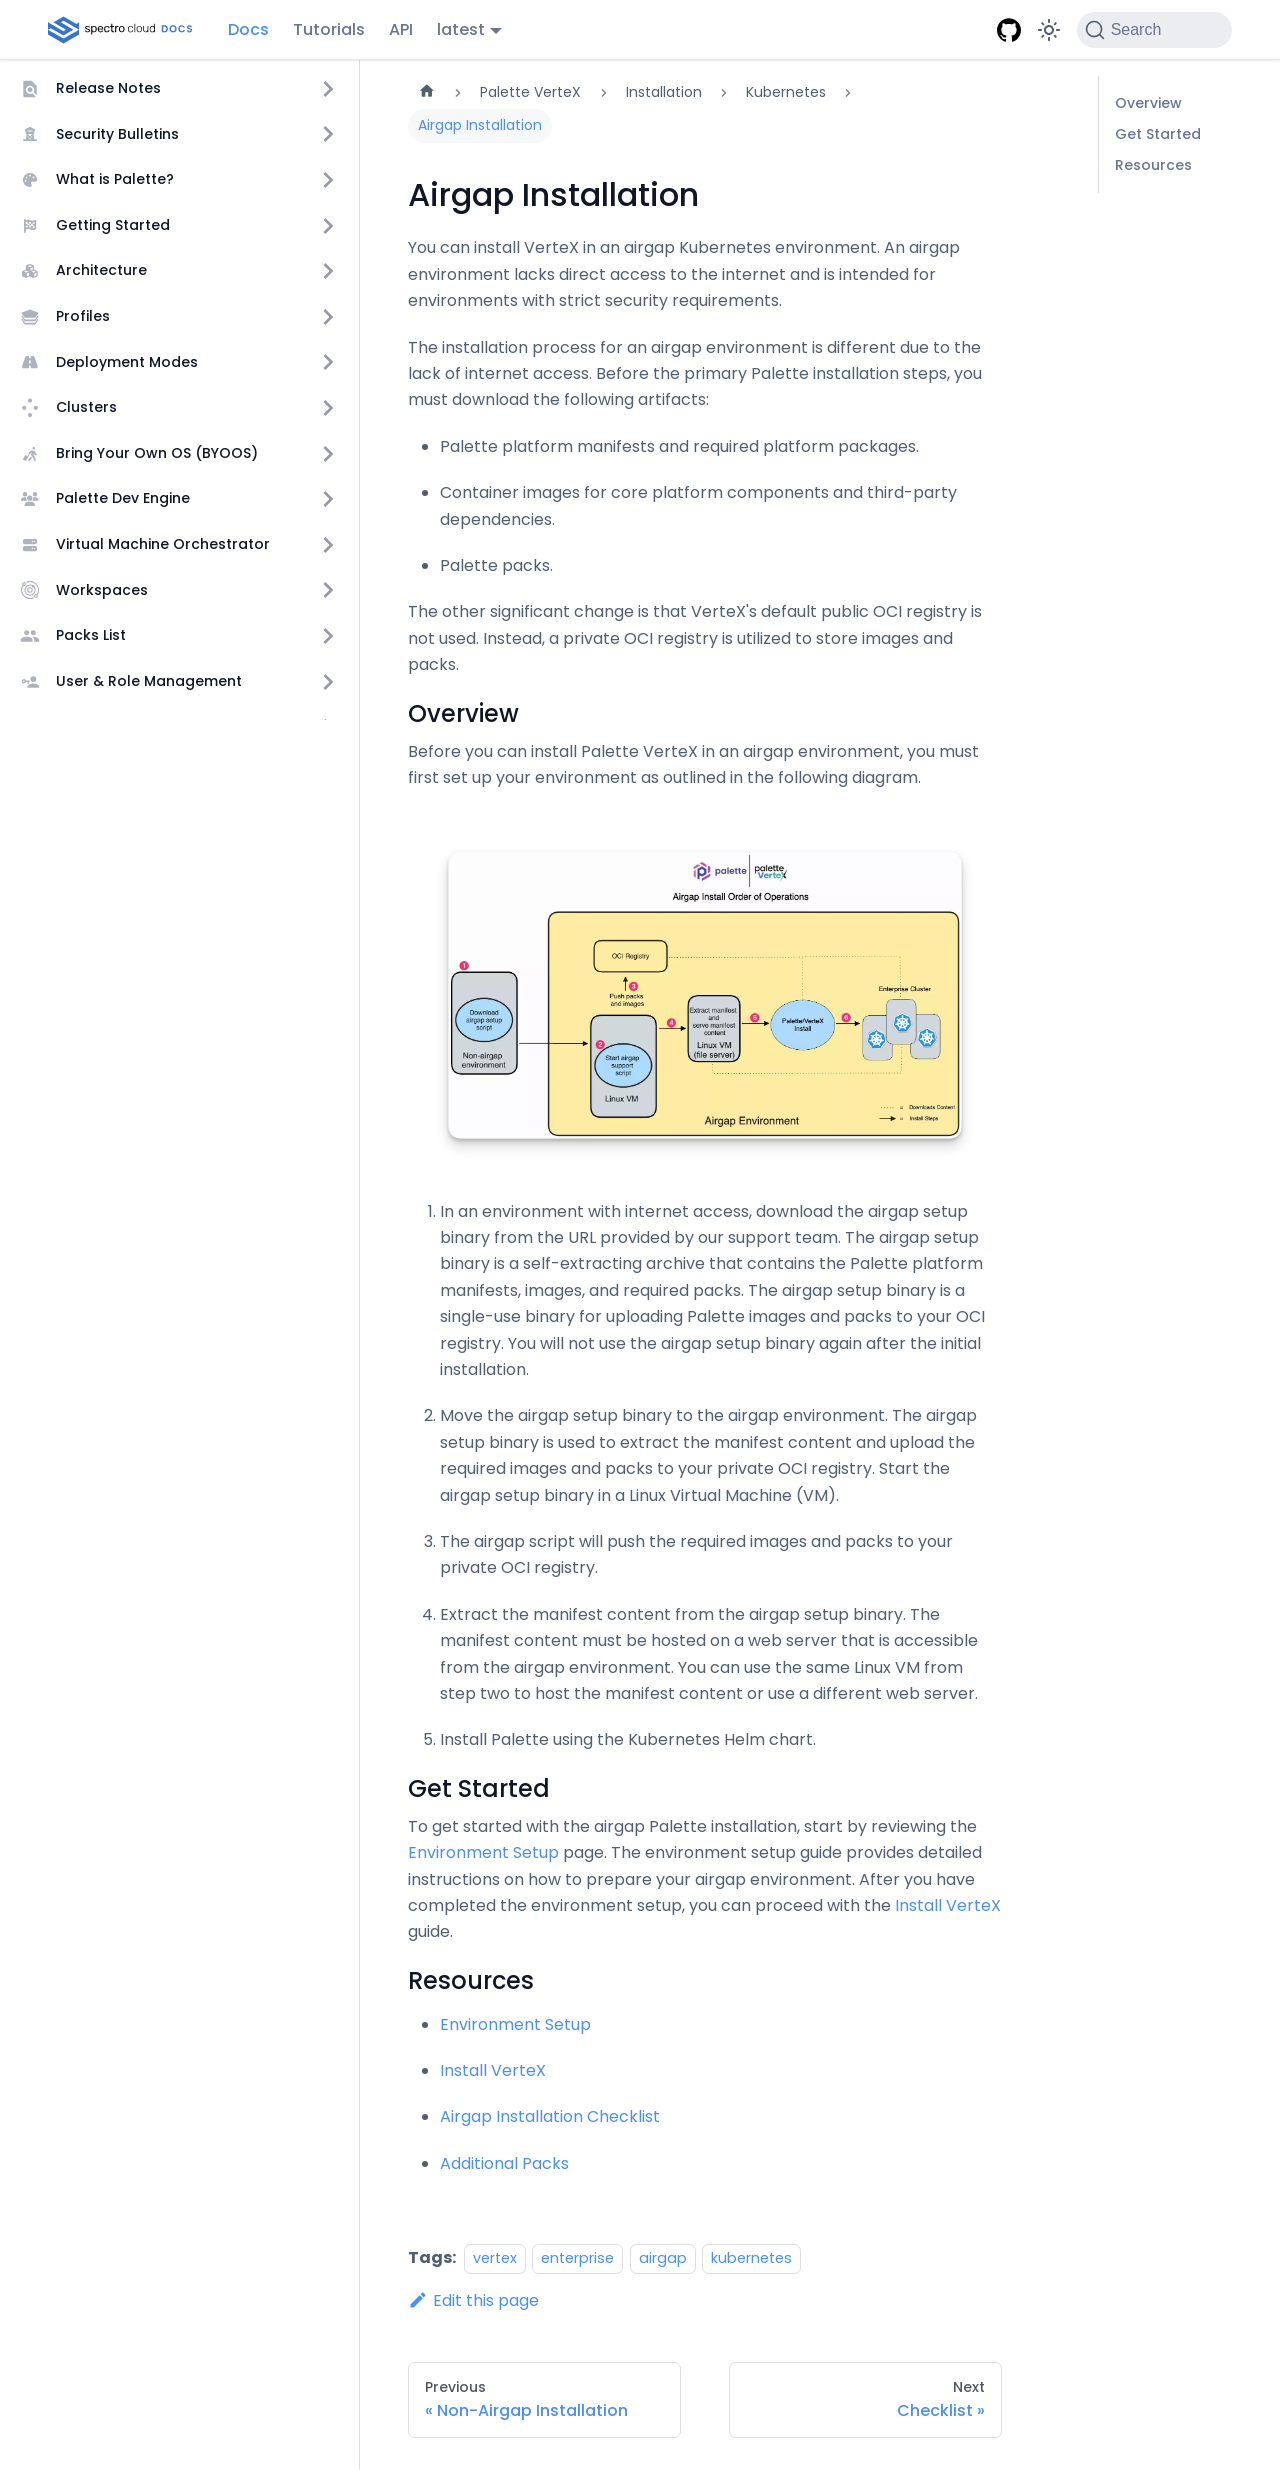 spectro cloud DOCS
Docs
Tutorials
API
latest
Search
Release Notes
Security Bulletins
What is Palette?
Getting Started
Architecture
Profiles
Deployment Modes
Clusters
Bring Your Own OS (BYOOS)
Palette Dev Engine
Virtual Machine Orchestrator
Workspaces
Packs List
User & Role Management
Palette VerteX
Installation
Kubernetes
Airgap Installation
Overview
Get Started
Resources
Airgap Installation
You can install VerteX in an airgap Kubernetes environment. An airgap
environment lacks direct access to the internet and is intended for
environments with strict security requirements.
The installation process for an airgap environment is different due to the
lack of internet access. Before the primary Palette installation steps, you
must download the following artifacts:
Palette platform manifests and required platform packages.
Container images for core platform components and third-party
dependencies.
Palette packs.
The other significant change is that VerteX's default public OCI registry is
not used. Instead, a private OCI registry is utilized to store images and
packs.
Overview
Before you can install Palette VerteX in an airgap environment, you must
first set up your environment as outlined in the following diagram.
palette
palette
VerteX
Airgap Install Order of Operations
1
Download
airgap setup
script
Non-airgap
environment
OCI Registry
3
Push packs
and images
2
Start airgap
support
script
Linux VM
4
Extract manifest
and
serve manifest
content
Linux VM
(file server)
5
Palette/VerteX
Install
6
Enterprise Cluster
Airgap Environment
= Downloads Content
= Install Steps
1. In an environment with internet access, download the airgap setup
binary from the URL provided by our support team. The airgap setup
binary is a self-extracting archive that contains the Palette platform
manifests, images, and required packs. The airgap setup binary is a
single-use binary for uploading Palette images and packs to your OCI
registry. You will not use the airgap setup binary again after the initial
installation.
2. Move the airgap setup binary to the airgap environment. The airgap
setup binary is used to extract the manifest content and upload the
required images and packs to your private OCI registry. Start the
airgap setup binary in a Linux Virtual Machine (VM).
3. The airgap script will push the required images and packs to your
private OCI registry.
4. Extract the manifest content from the airgap setup binary. The
manifest content must be hosted on a web server that is accessible
from the airgap environment. You can use the same Linux VM from
step two to host the manifest content or use a different web server.
5. Install Palette using the Kubernetes Helm chart.
Get Started
To get started with the airgap Palette installation, start by reviewing the
Environment Setup page. The environment setup guide provides detailed
instructions on how to prepare your airgap environment. After you have
completed the environment setup, you can proceed with the Install VerteX
guide.
Resources
Environment Setup
Install VerteX
Airgap Installation Checklist
Additional Packs
Tags: vertex enterprise airgap kubernetes
Edit this page
Previous
« Non-Airgap Installation
Next
Checklist »